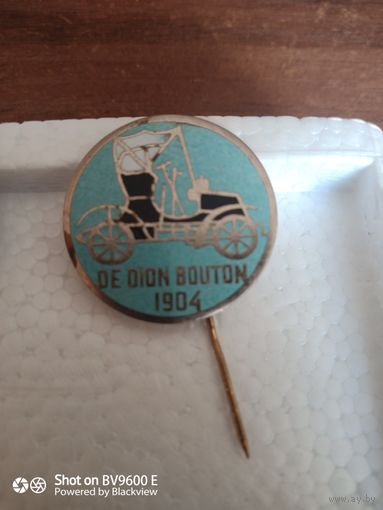 DE DION BOUTON
1904
Shot on BV9600 E
Powered by Blackview
www.ay.by